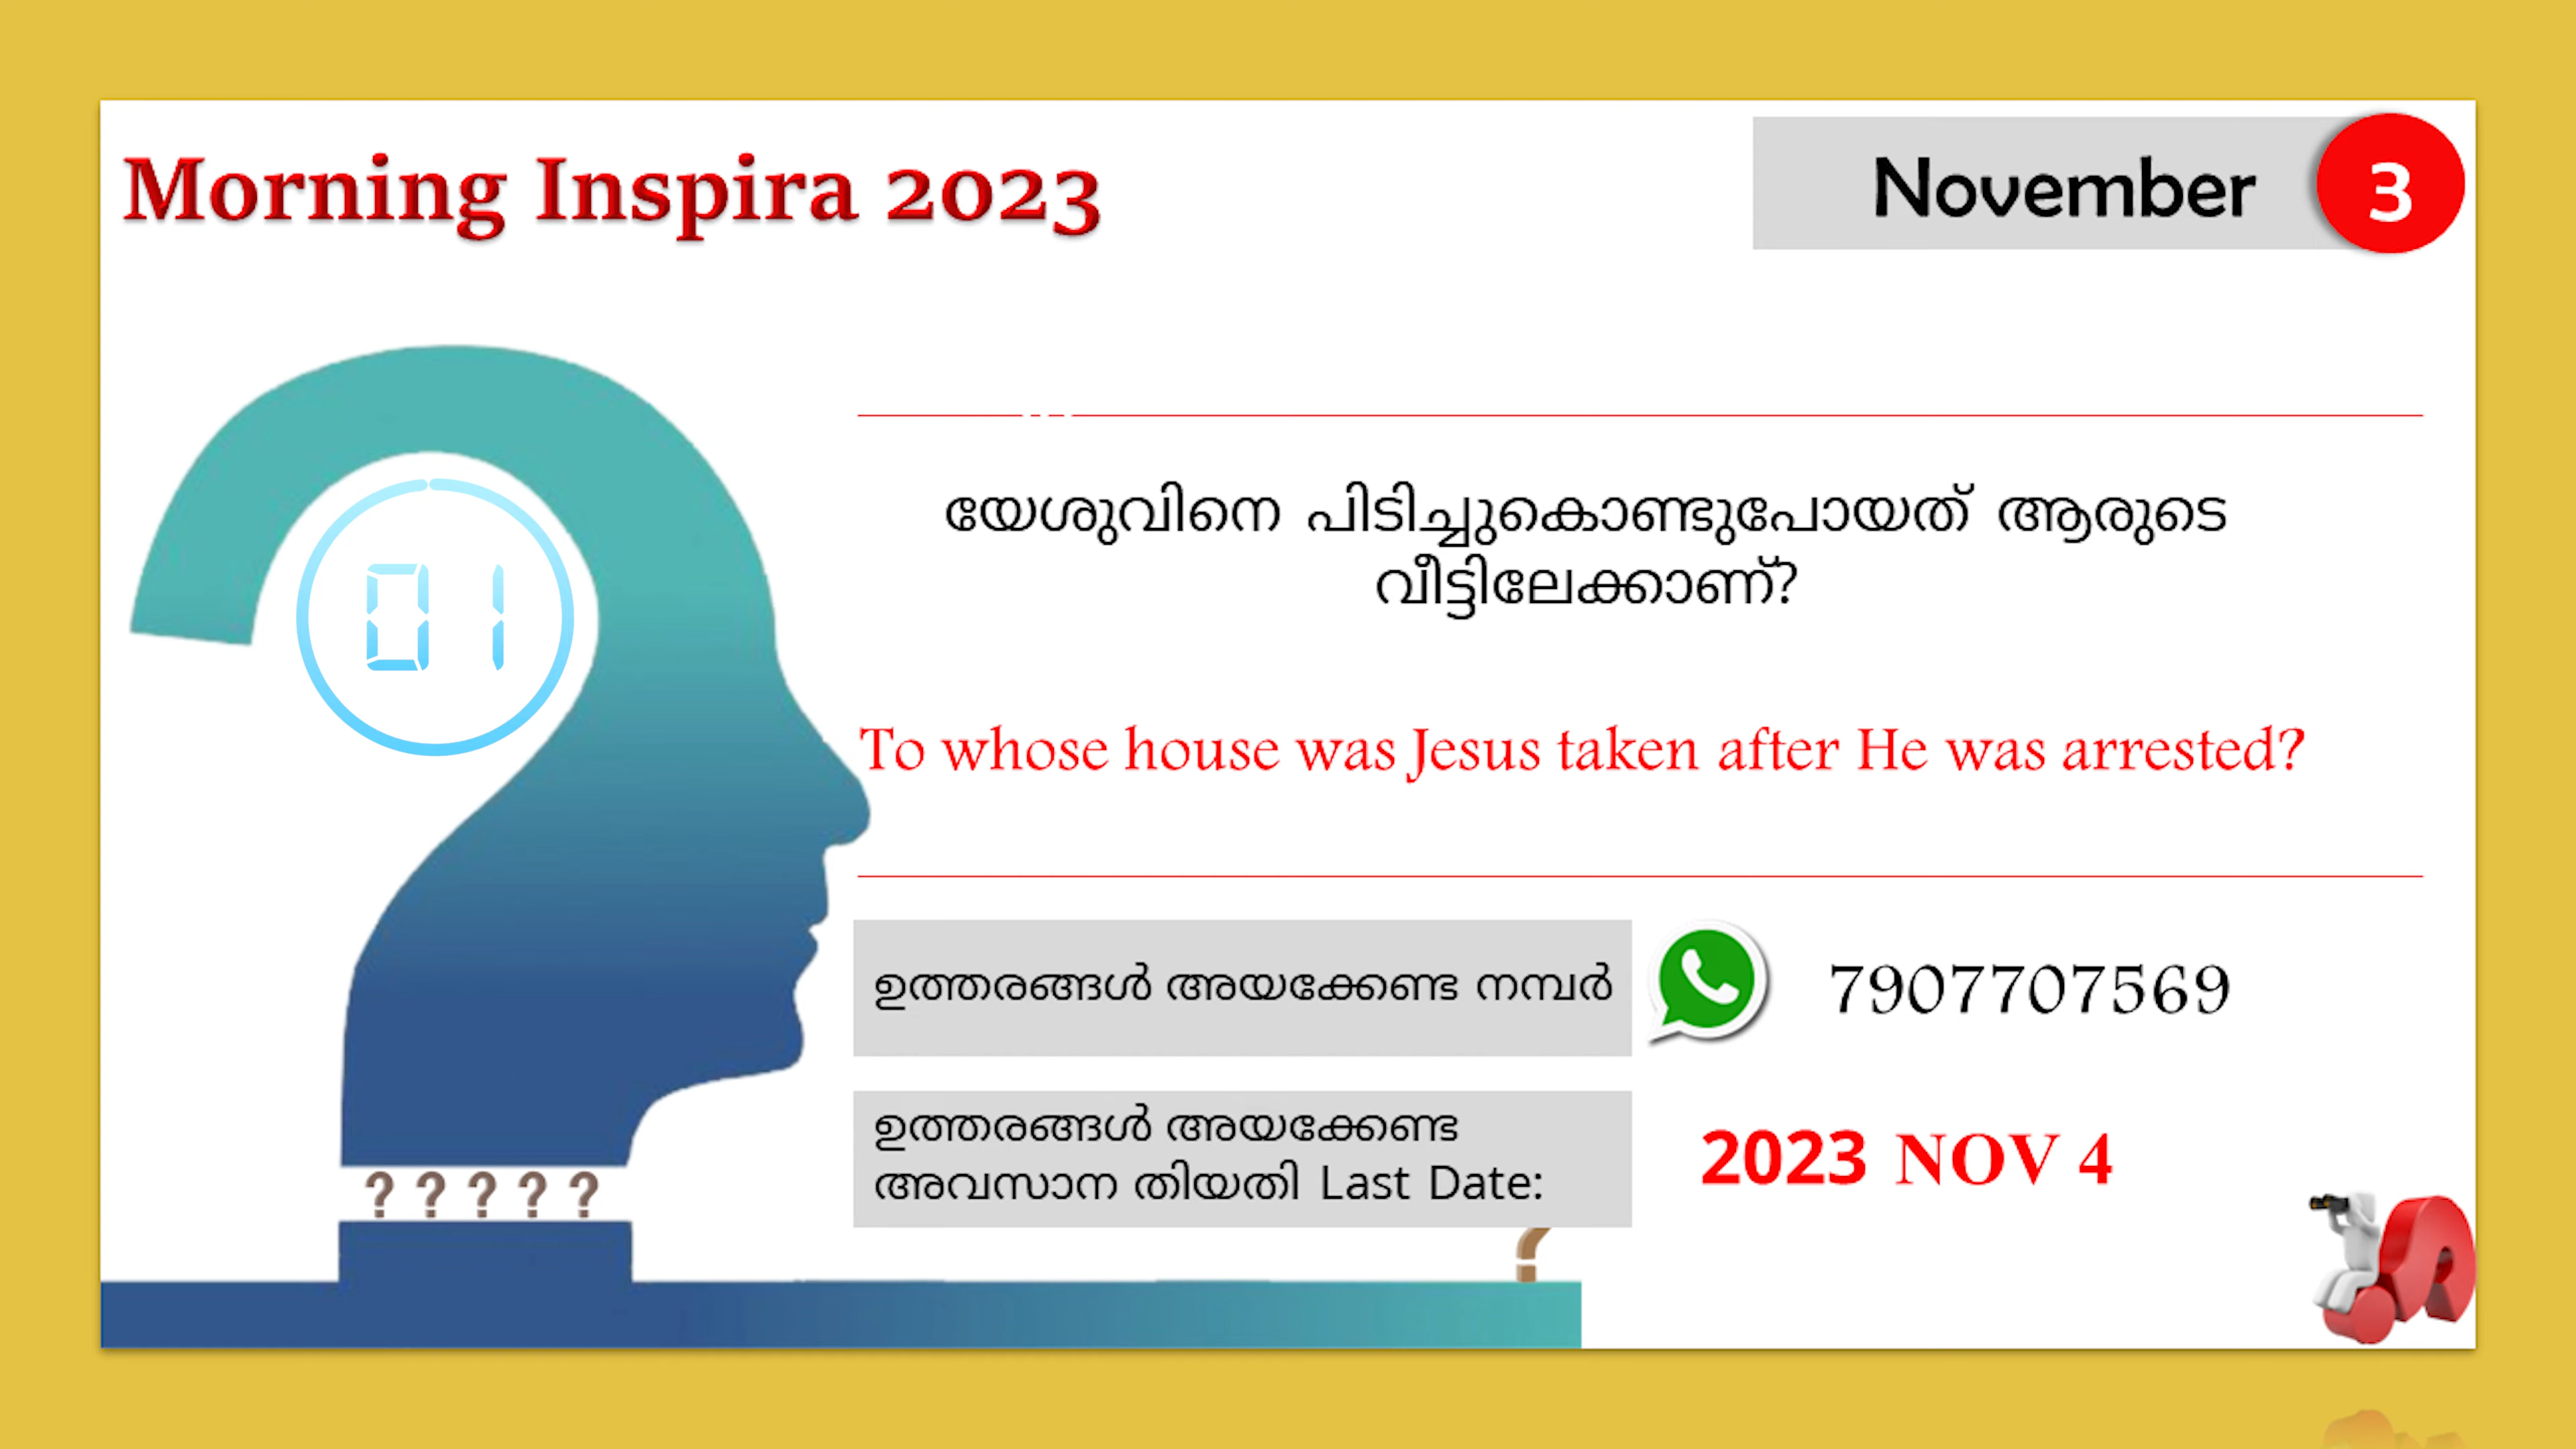 Morning Inspira 2023
November 3
01
യേശുവിനെ പിടിച്ചുകൊണ്ടുപോയത് ആരുടെ
വീട്ടിലേക്കാണ്?
To whose house was Jesus taken after He was arrested?
ഉത്തരങ്ങൾ അയക്കേണ്ട നമ്പർ 7907707569
ഉത്തരങ്ങൾ അയക്കേണ്ട
അവസാന തിയതി Last Date: 2023 NOV 4
? ? ? ? ?
?